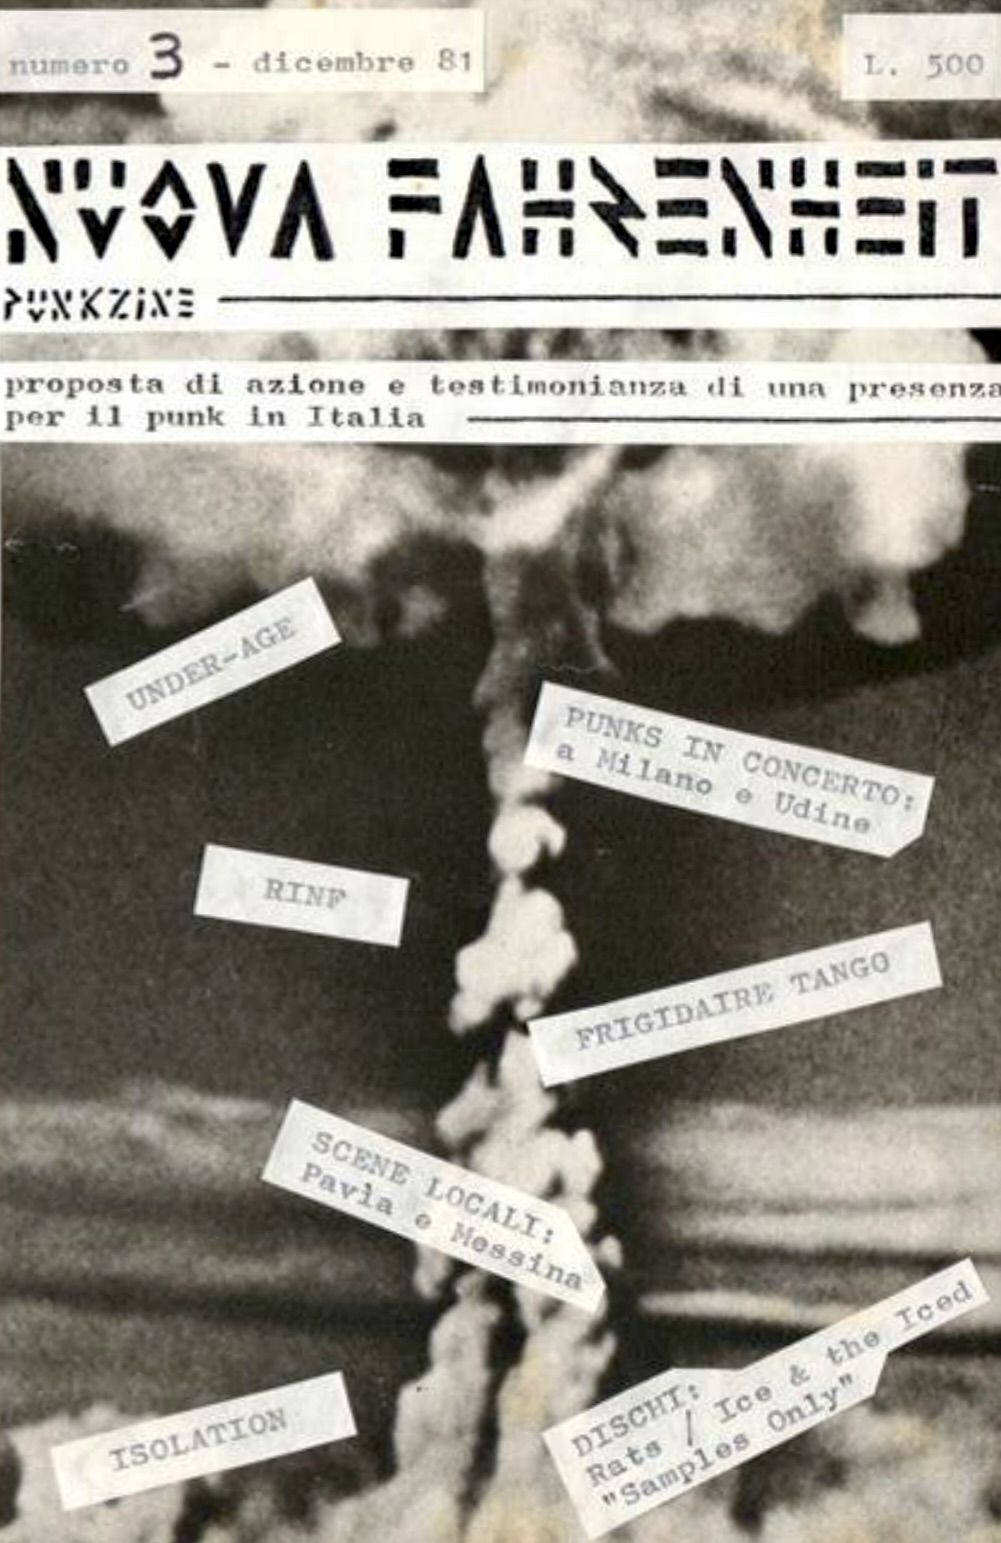 numero 3 - dicembre 81
L. 500
NUOVA FAHRENHEIT
PUNKZINE
proposta di azione e testimonianza di una presenza
per il punk in Italia
UNDER-AGE
PUNKS IN CONCERTO:
a Milano e Udine
RINF
FRIGIDAIRE TANGO
SCENE LOCALI:
Pavia e Messina
ISOLATION
DISCHI:
Rats / Ice & the Iced
"Samples Only"